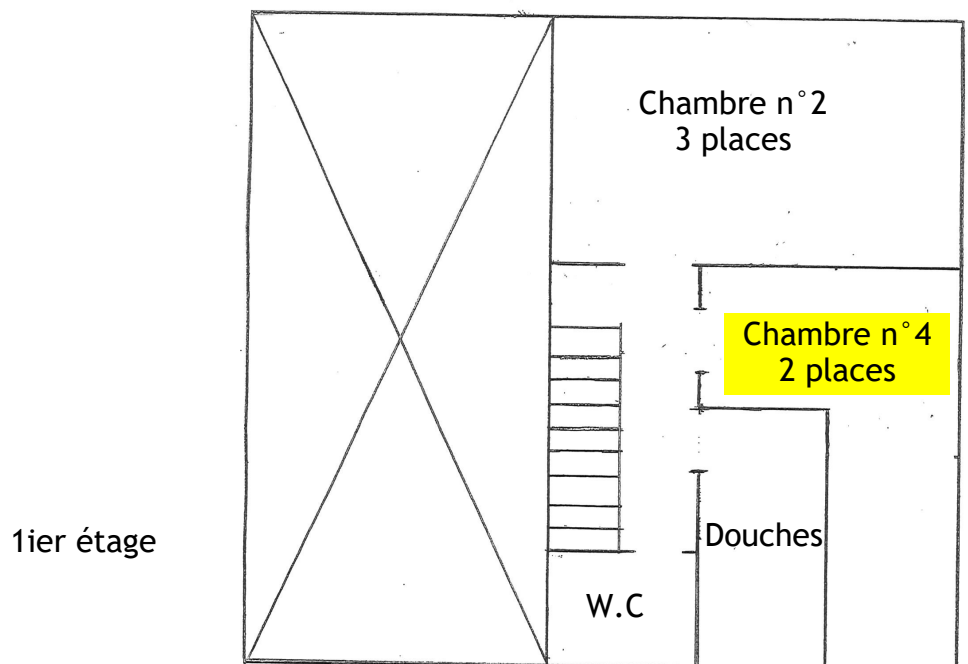 Chambre n°2
3 places
Chambre n°4
2 places
1ier étage
Douches
W.C